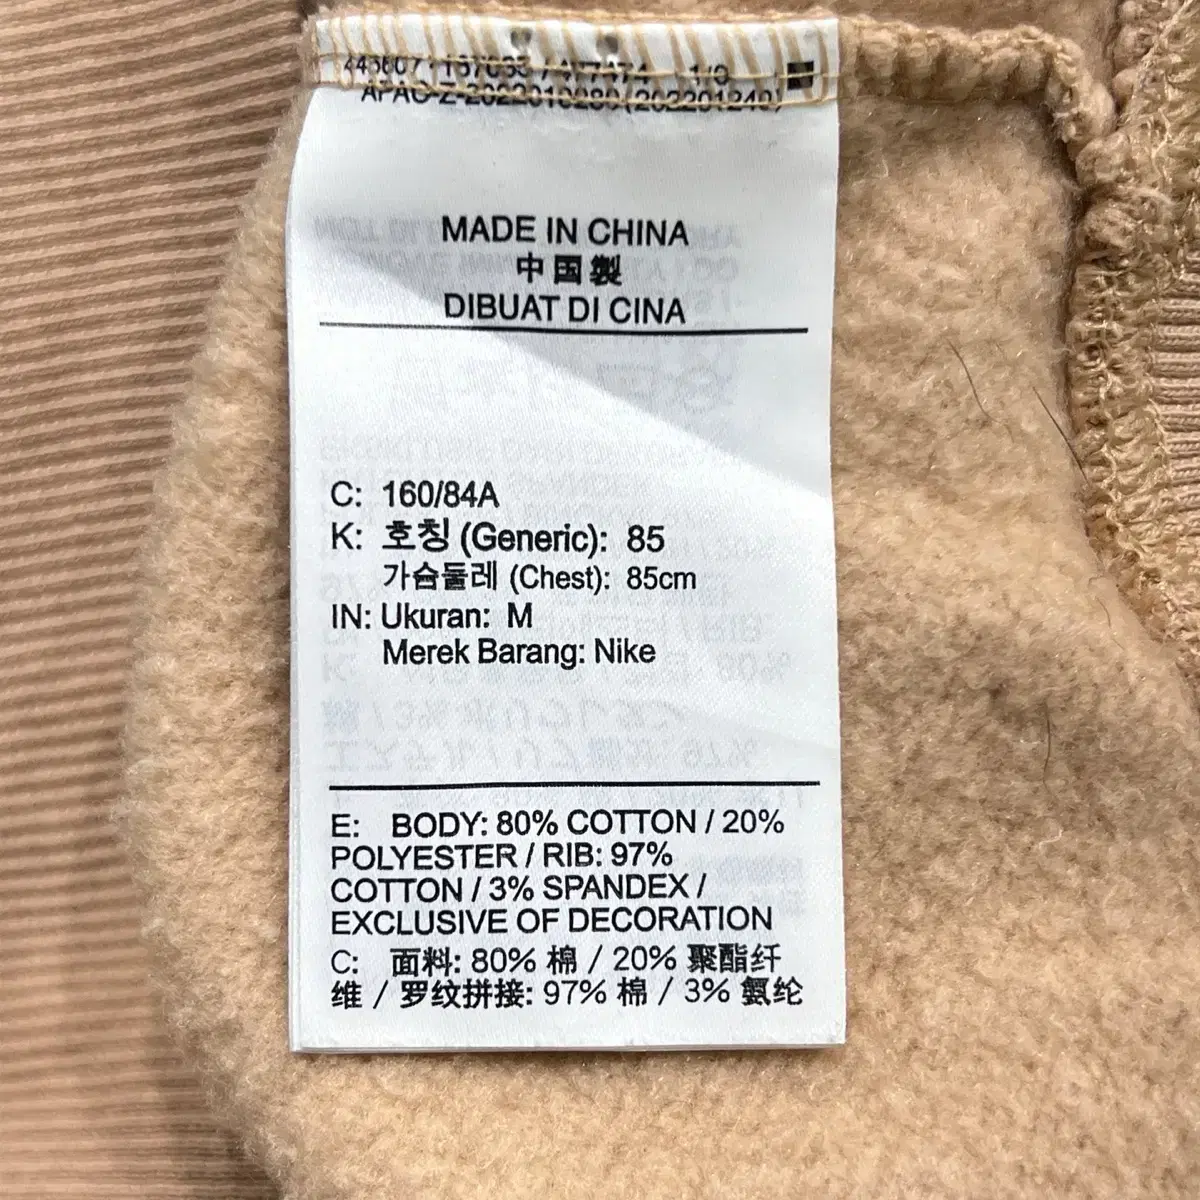 MADE IN CHINA
中国製
DIBUAT DI CINA
C: 160/84A
K: 호칭 (Generic): 85
가슴둘레 (Chest): 85cm
IN: Ukuran: M
Merek Barang: Nike
E: BODY: 80% COTTON / 20%
POLYESTER / RIB: 97%
COTTON / 3% SPANDEX /
EXCLUSIVE OF DECORATION
C: 面料: 80% 棉 / 20% 聚酯纤
维 / 罗纹拼接: 97% 棉 / 3% 氨纶